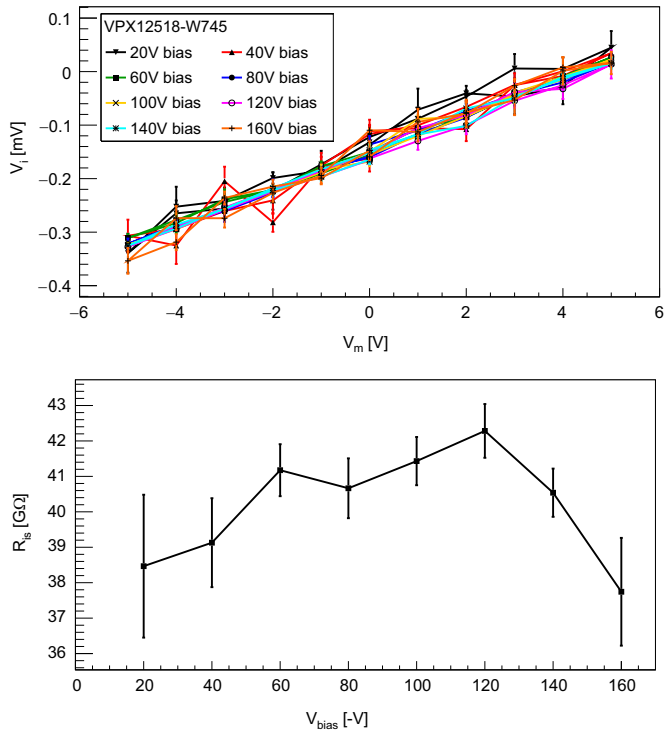 VPX12518-W745
20V bias 40V bias
60V bias 80V bias
100V bias 120V bias
140V bias 160V bias
0.1
0
−0.1
−0.2
−0.3
−0.4
V_i [mV]
−6 −4 −2 0 2 4 6
V_m [V]
43
42
41
40
39
38
37
36
R_is [GΩ]
0 20 40 60 80 100 120 140 160
V_bias [-V]